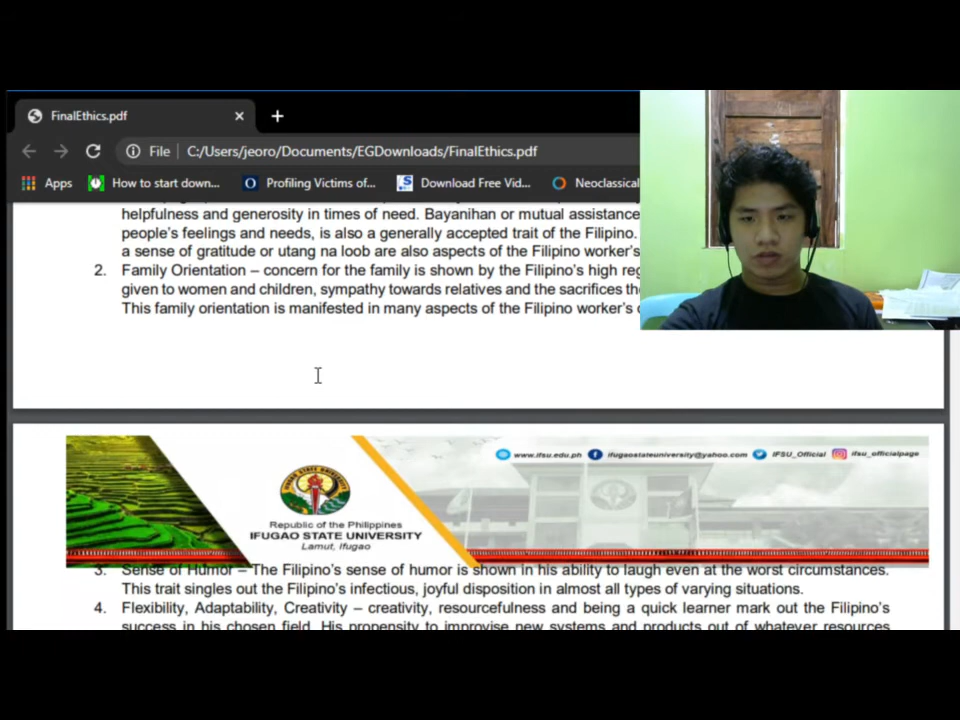 FinalEthics.pdf
File C:/Users/jeoro/Documents/EGDownloads/FinalEthics.pdf
Apps How to start down... Profiling Victims of... Download Free Vid... Neoclassical
helpfulness and generosity in times of need. Bayanihan or mutual assistance
people's feelings and needs, is also a generally accepted trait of the Filipino.
a sense of gratitude or utang na loob are also aspects of the Filipino worker's
2. Family Orientation – concern for the family is shown by the Filipino's high
given to women and children, sympathy towards relatives and the sacrifices
This family orientation is manifested in many aspects of the Filipino worker's
www.ifsu.edu.ph ifugaostateuniversity@yahoo.com IFSU_Official ifsu_officialpage
Republic of the Philippines
IFUGAO STATE UNIVERSITY
Lamut, Ifugao
3. Sense of Humor – The Filipino's sense of humor is shown in his ability to laugh even at the worst circumstances.
This trait singles out the Filipino's infectious, joyful disposition in almost all types of varying situations.
4. Flexibility, Adaptability, Creativity – creativity, resourcefulness and being a quick learner mark out the Filipino's
success in his chosen field. His propensity to improvise new systems and products out of whatever resources